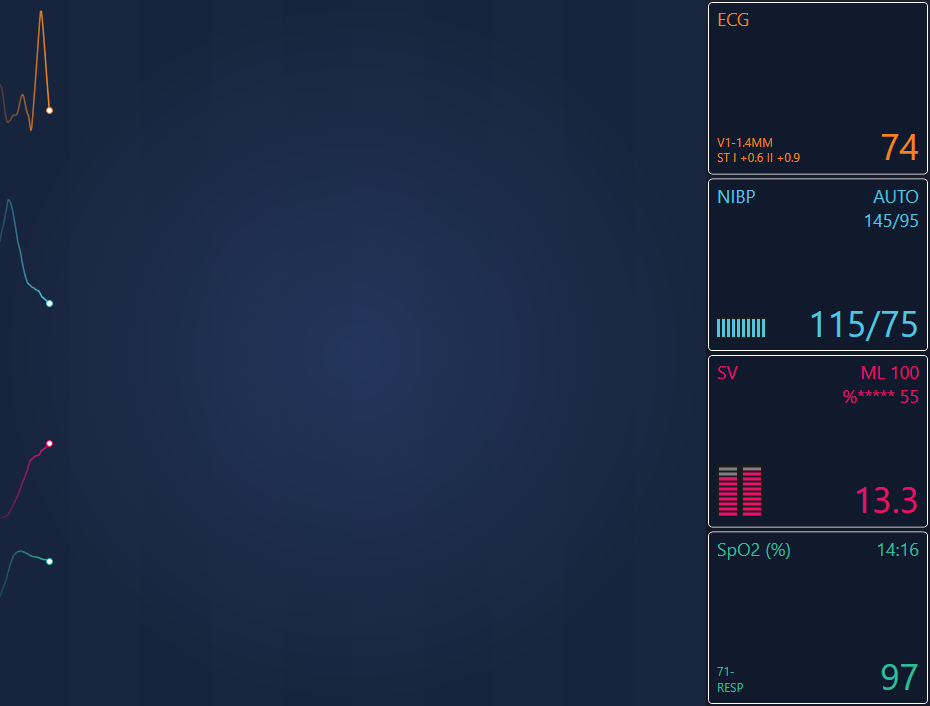 ECG
V1-1.4MM
ST I +0.6 II +0.9
74
NIBP
AUTO
145/95
115/75
SV
ML 100
%***** 55
13.3
SpO2 (%)
14:16
71-
RESP
97